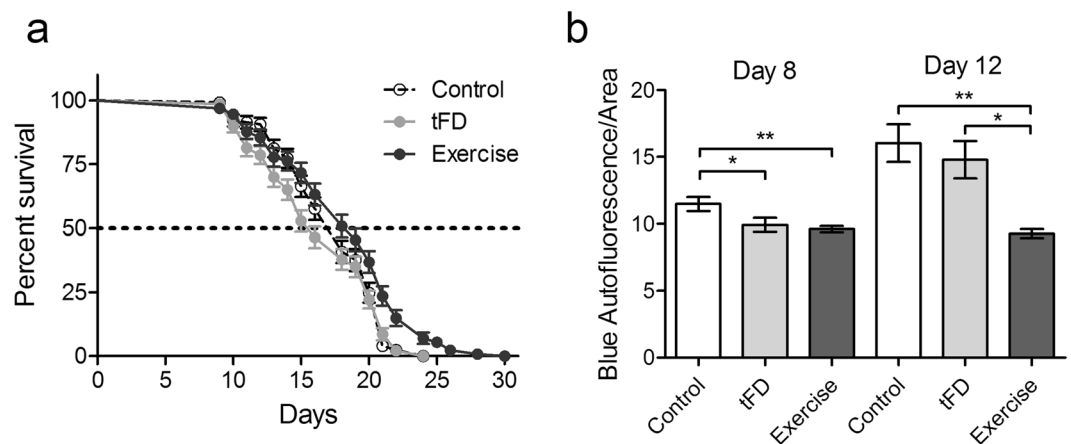 a
100
75
50
25
0
Percent survival
0 5 10 15 20 25 30
Days
Control
tFD
Exercise
b
Day 8 Day 12
20
15
10
5
0
Blue Autofluorescence/Area
** *
** *
Control tFD Exercise Control tFD Exercise